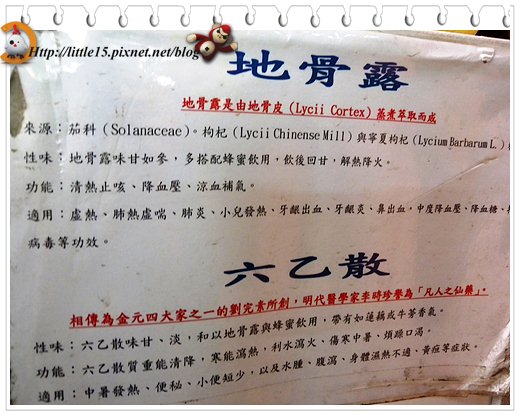 Http://little15.pixnet.net/blog
地骨露
地骨露是由地骨皮(Lycii Cortex)蒸煮萃取而成
來源:茄科(Solanaceae)。枸杞(Lycii Chinense Mill)與寧夏枸杞(Lycium Barbarum L.)
性味:地骨露味甘如參,多搭配蜂蜜飲用,飲後回甘,解熱降火。
功能:清熱止咳、降血壓、涼血補氣。
適用:虛熱、肺熱虛喘、肺炎、小兒發熱、牙齦出血、牙齦炎、鼻出血,中度降血壓、降血糖、
病毒等功效。
六乙散
相傳為金元四大家之一的劉完素所創,明代醫學家李時珍譽為「凡人之仙藥」。
性味:六乙散味甘、淡,和以地骨露與蜂蜜飲用,帶有如蓮藕或牛茅香氣。
功能:六乙散質重能清降,寒能瀉熱,利水瀉火、傷寒中暑、煩躁口渴。
適用:中暑發熱、便秘、小便短少,以及水腫、腹瀉、身體濕熱不適、黃疸等症狀。